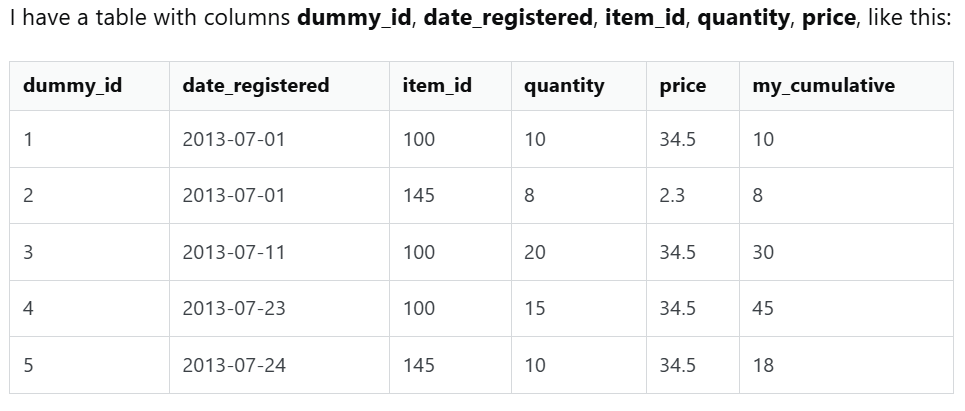 I have a table with columns dummy_id, date_registered, item_id, quantity, price, like this:
dummy_id date_registered item_id quantity price my_cumulative
1 2013-07-01 100 10 34.5 10
2 2013-07-01 145 8 2.3 8
3 2013-07-11 100 20 34.5 30
4 2013-07-23 100 15 34.5 45
5 2013-07-24 145 10 34.5 18